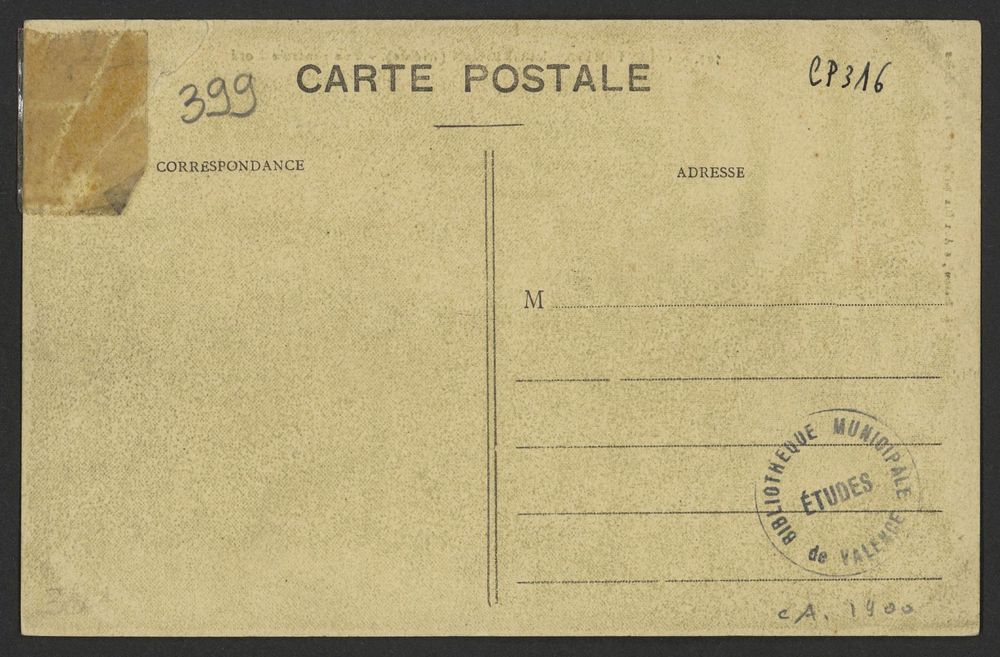 399
CARTE POSTALE
CP316
CORRESPONDANCE
ADRESSE
M
BIBLIOTHEQUE MUNICIPALE
ÉTUDES
de VALENCE
CA. 1900